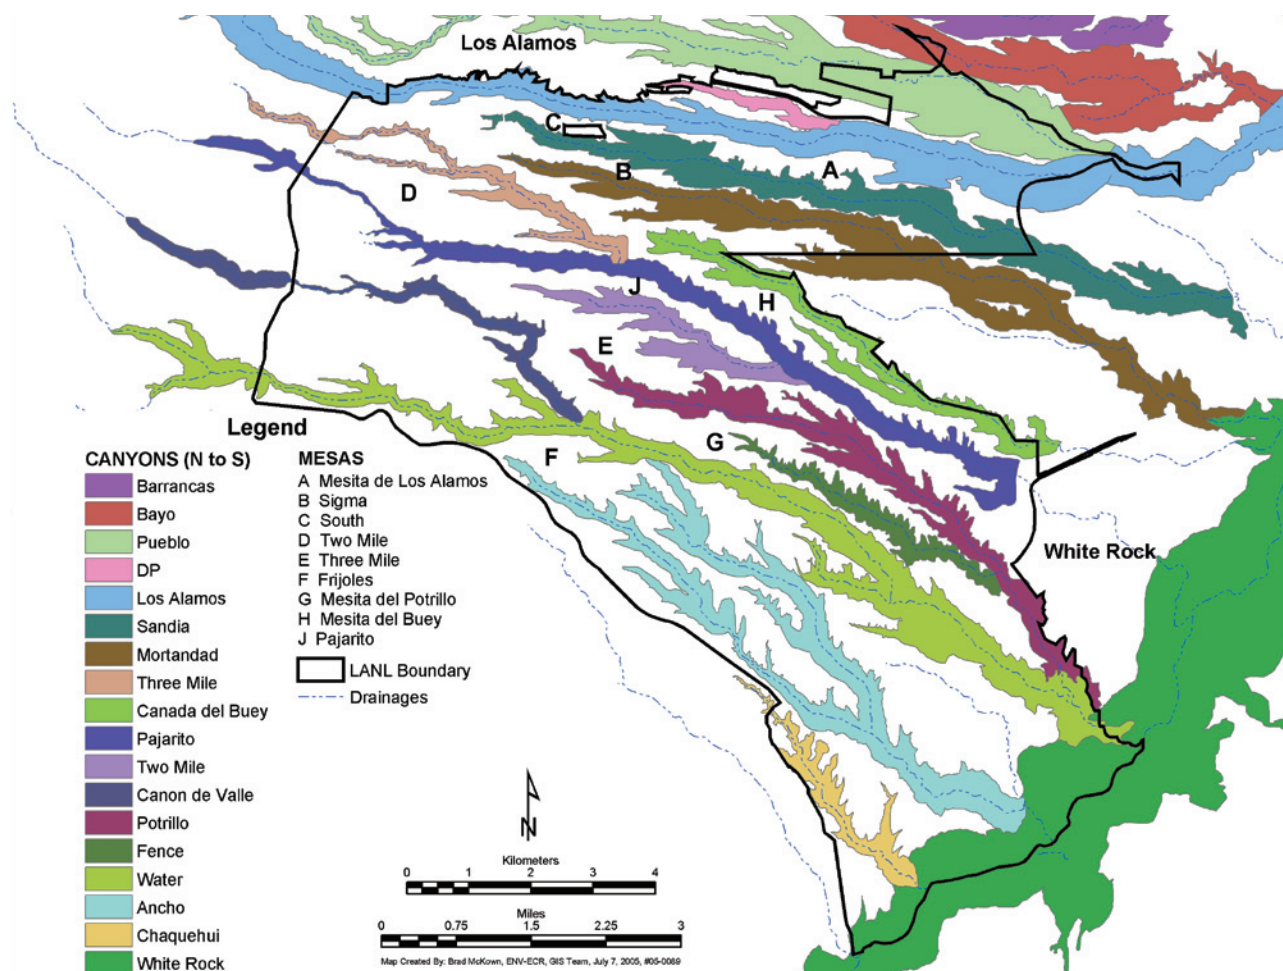 Los Alamos
C
B
A
D
J
H
E
G
F
White Rock
Legend
CANYONS (N to S)
Barrancas
Bayo
Pueblo
DP
Los Alamos
Sandia
Mortandad
Three Mile
Canada del Buey
Pajarito
Two Mile
Canon de Valle
Potrillo
Fence
Water
Ancho
Chaquehui
White Rock
MESAS
A Mesita de Los Alamos
B Sigma
C South
D Two Mile
E Three Mile
F Frijoles
G Mesita del Potrillo
H Mesita del Buey
J Pajarito
LANL Boundary
Drainages
N
Kilometers
0 1 2 3 4
Miles
0 0.75 1.5 2.25 3
Map Created By: Brad McKown, ENV-ECR, GIS Team, July 7, 2005, #05-0089